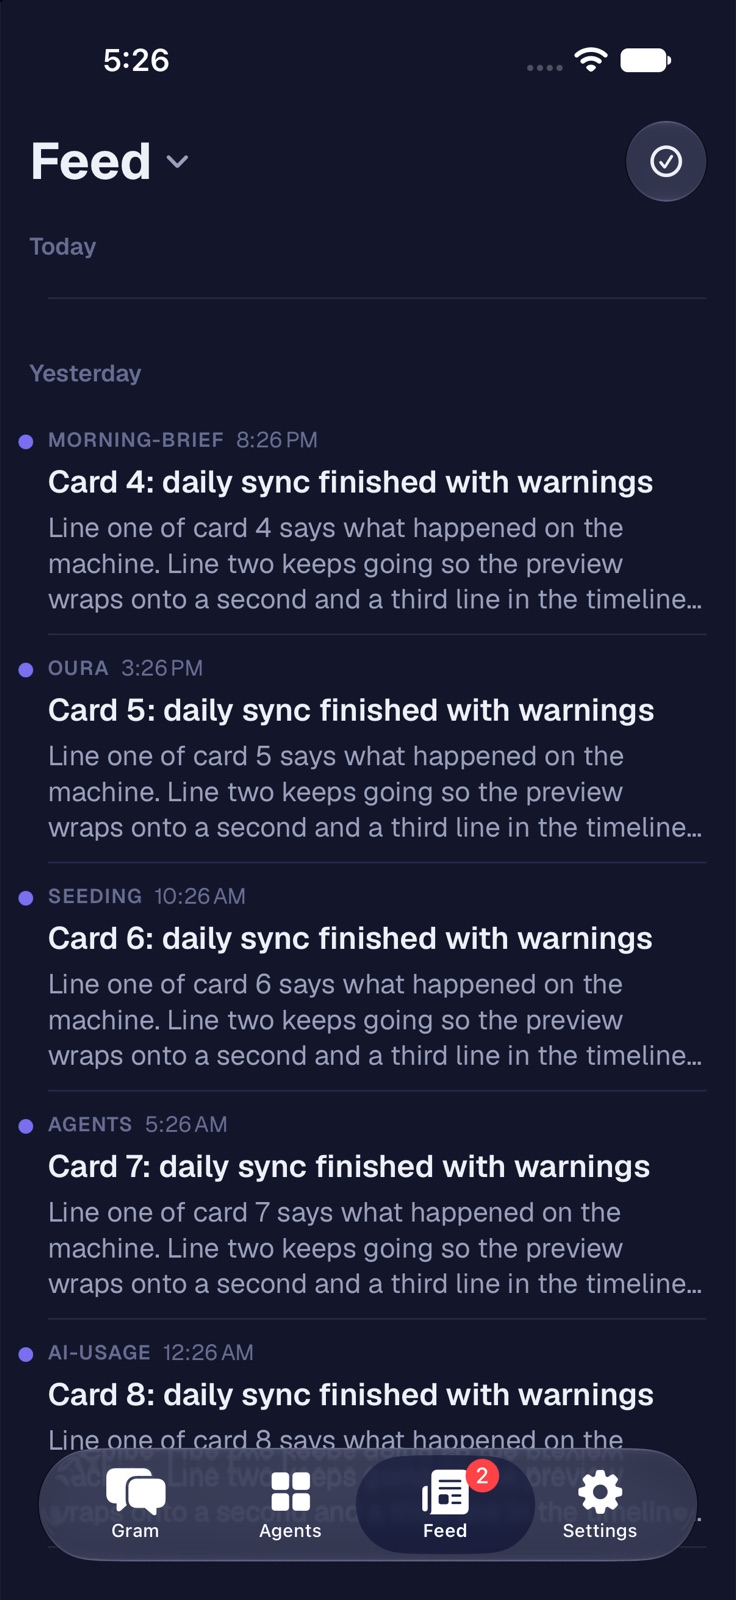 5:26
Feed
Today
Yesterday
MORNING-BRIEF 8:26 PM
Card 4: daily sync finished with warnings
Line one of card 4 says what happened on the
machine. Line two keeps going so the preview
wraps onto a second and a third line in the timeline...
OURA 3:26 PM
Card 5: daily sync finished with warnings
Line one of card 5 says what happened on the
machine. Line two keeps going so the preview
wraps onto a second and a third line in the timeline...
SEEDING 10:26 AM
Card 6: daily sync finished with warnings
Line one of card 6 says what happened on the
machine. Line two keeps going so the preview
wraps onto a second and a third line in the timeline...
AGENTS 5:26 AM
Card 7: daily sync finished with warnings
Line one of card 7 says what happened on the
machine. Line two keeps going so the preview
wraps onto a second and a third line in the timeline...
AI-USAGE 12:26 AM
Card 8: daily sync finished with warnings
Line one of card 8 says what happened on the
2
Gram Agents Feed Settings